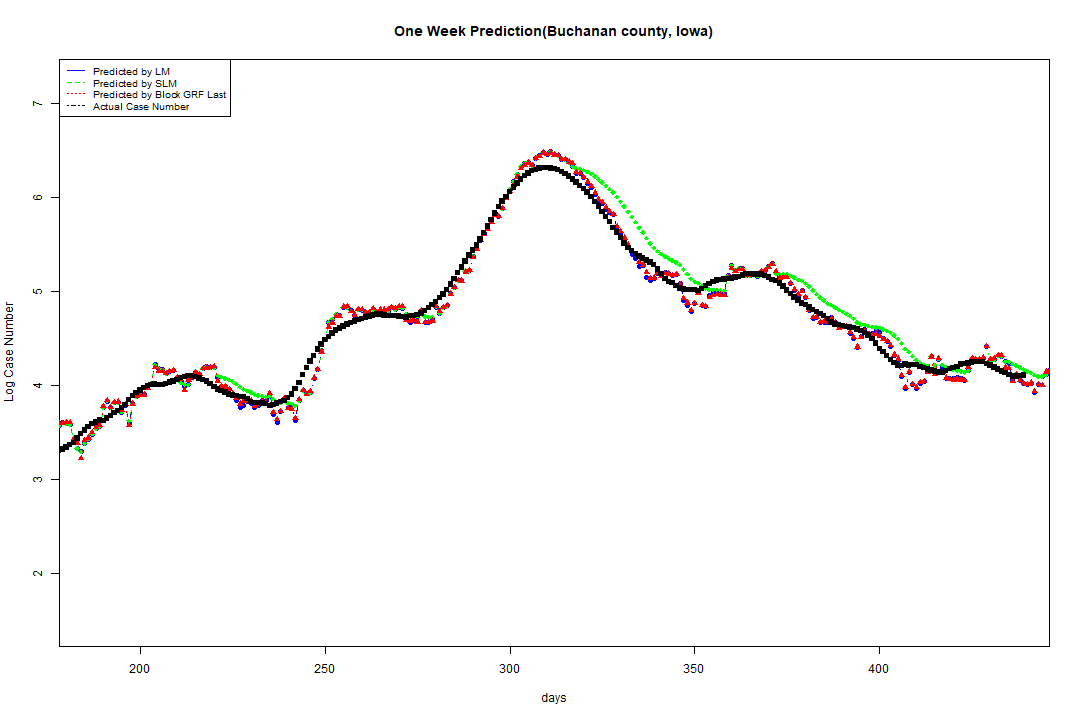 One Week Prediction(Buchanan county, Iowa)
Predicted by LM
Predicted by SLM
Predicted by Block GRF Last
Actual Case Number
7
6
5
4
3
2
Log Case Number
200 250 300 350 400
days